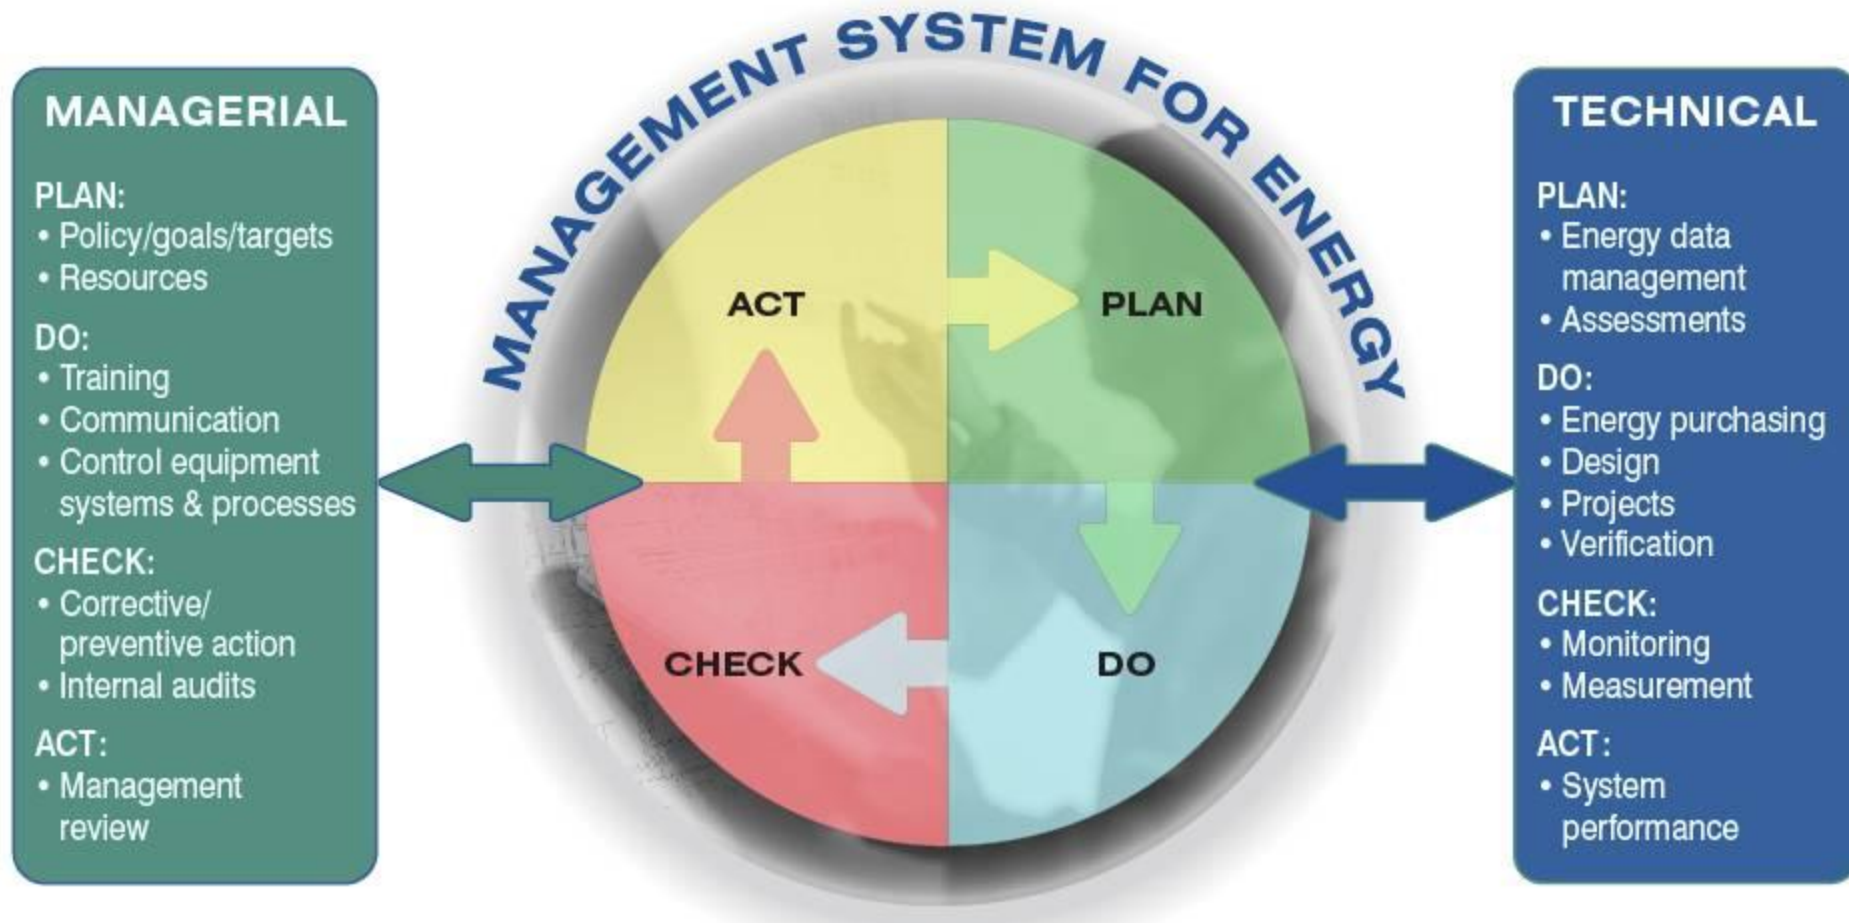 MANAGEMENT SYSTEM FOR ENERGY
MANAGERIAL
PLAN:
• Policy/goals/targets
• Resources
DO:
• Training
• Communication
• Control equipment
systems & processes
CHECK:
• Corrective/
preventive action
• Internal audits
ACT:
• Management
review
ACT
PLAN
CHECK
DO
TECHNICAL
PLAN:
• Energy data
management
• Assessments
DO:
• Energy purchasing
• Design
• Projects
• Verification
CHECK:
• Monitoring
• Measurement
ACT:
• System
performance